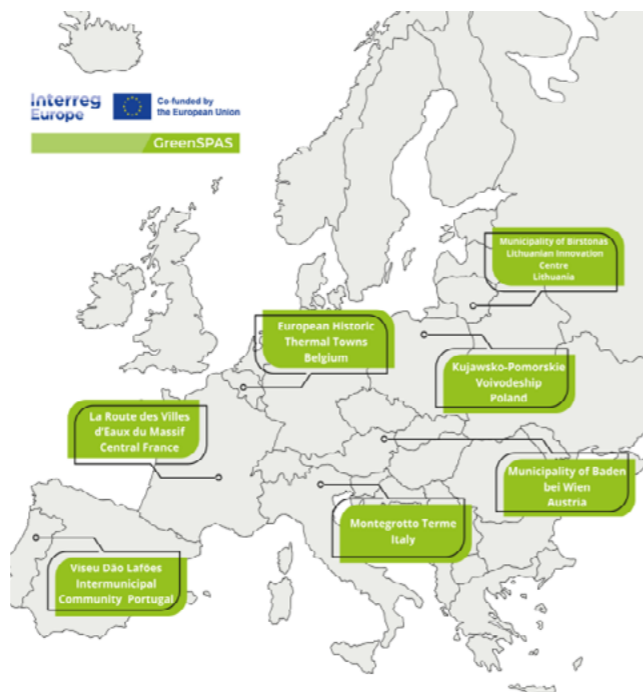 Interreg
Europe
Co-funded by
the European Union
GreenSPAS
Municipality of Birstonas
Lithuanian Innovation
Centre
Lithuania
European Historic
Thermal Towns
Belgium
Kujawsko-Pomorskie
Voivodeship
Poland
La Route des Villes
d'Eaux du Massif
Central France
Municipality of Baden
bei Wien
Austria
Montegrotto Terme
Italy
Viseu Dão Lafões
Intermunicipal
Community Portugal